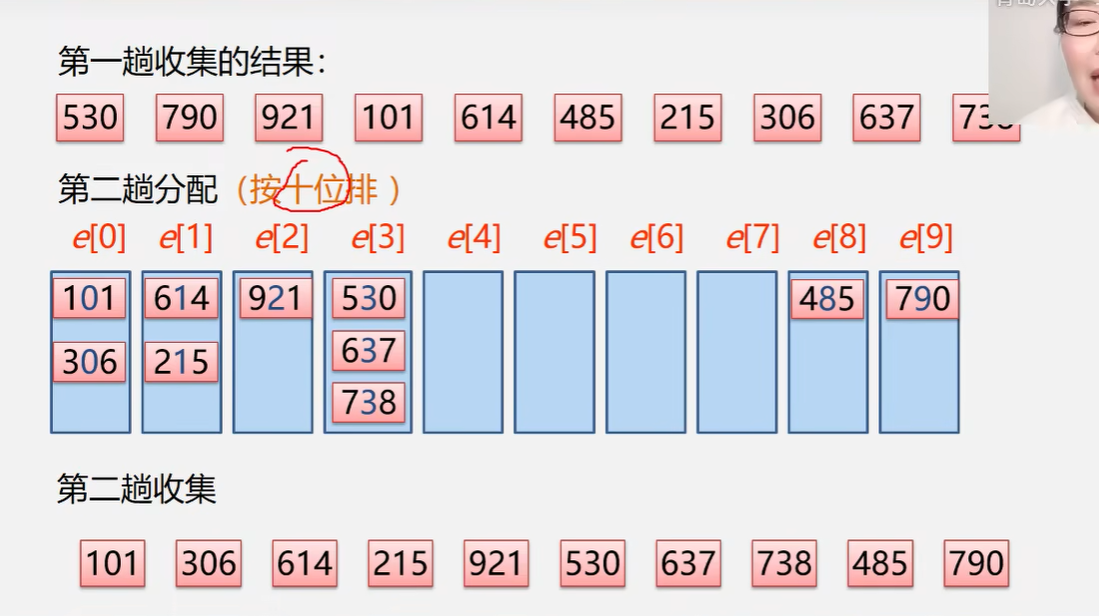 第一趟收集的结果：
530 790 921 101 614 485 215 306 637 738
第二趟分配（按十位排）
e[0] e[1] e[2] e[3] e[4] e[5] e[6] e[7] e[8] e[9]
101 614 921 530 485 790
306 215 637
738
第二趟收集
101 306 614 215 921 530 637 738 485 790